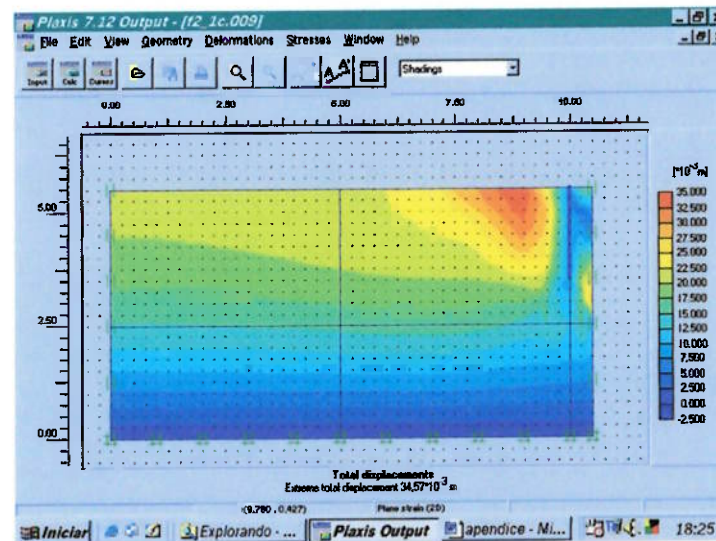 Plaxis 7.12 Output - [f2_1c.009]
File Edit View Geometry Deformations Stresses Window Help
Input Calc Curves Shadings
0.00 2.50 5.00 7.50 10.00
[*10⁻³ m]
35.000
32.500
30.000
27.500
25.000
22.500
20.000
17.500
15.000
12.500
10.000
7.500
5.000
2.500
0.000
-2.500
5.00
2.50
0.00
Total displacements
Extreme total displacement 34,57*10⁻³ m
(9.780 , 0.427) Plane strain (2D)
Iniciar Explorando - ... Plaxis Output apendice - Mi... 18:25